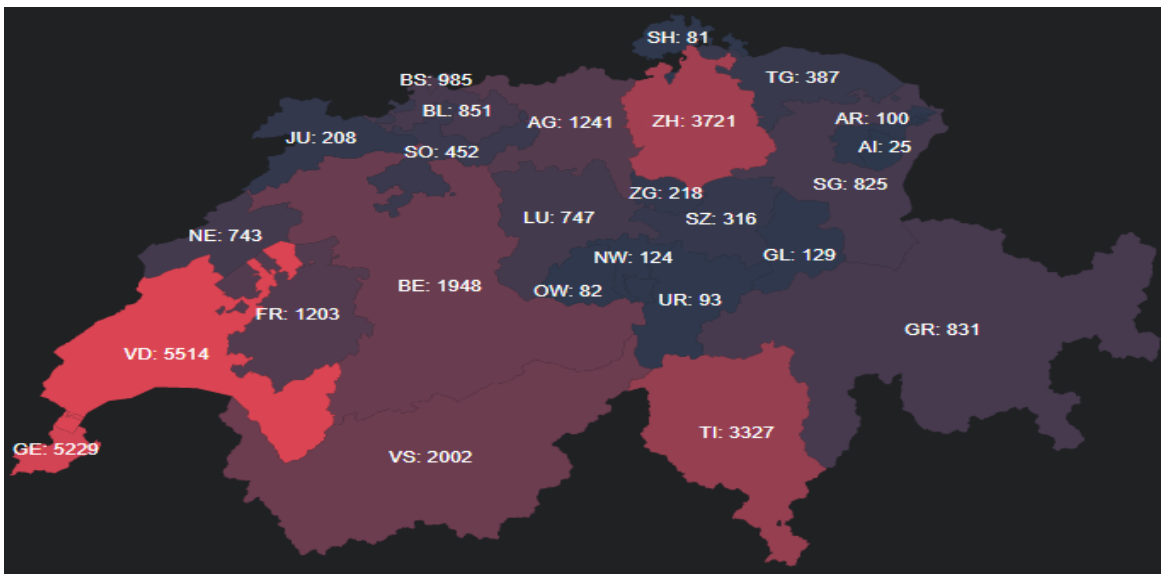 SH: 81
BS: 985
TG: 387
BL: 851
AG: 1241
ZH: 3721
AR: 100
JU: 208
SO: 452
AI: 25
ZG: 218
SG: 825
LU: 747
SZ: 316
NE: 743
NW: 124
GL: 129
BE: 1948
OW: 82
UR: 93
FR: 1203
GR: 831
VD: 5514
TI: 3327
GE: 5229
VS: 2002